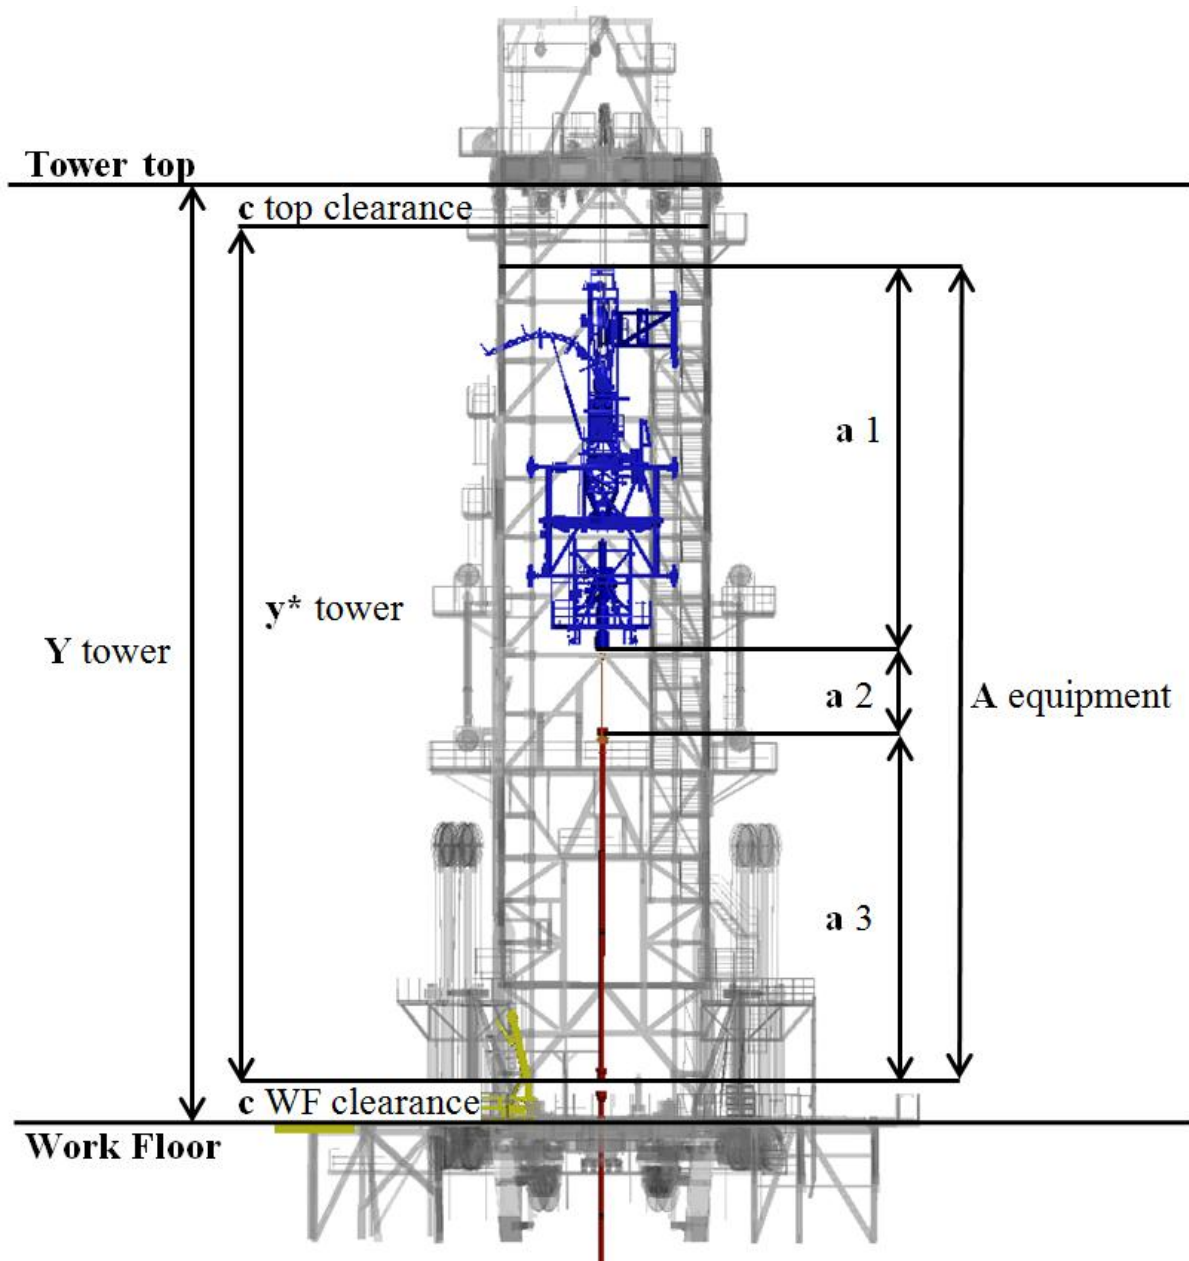 Tower top
c top clearance
a 1
y* tower
Y tower
a 2
A equipment
a 3
c WF clearance
Work Floor